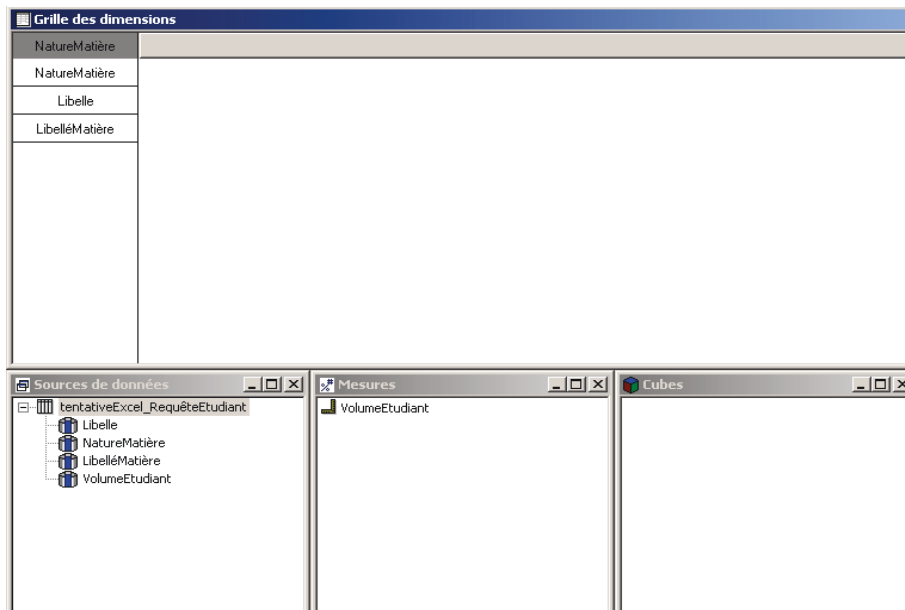 Grille des dimensions
NatureMatière
NatureMatière
Libelle
LibelléMatière
Sources de données
tentativeExcel_RequêteEtudiant
Libelle
NatureMatière
LibelléMatière
VolumeEtudiant
Mesures
VolumeEtudiant
Cubes